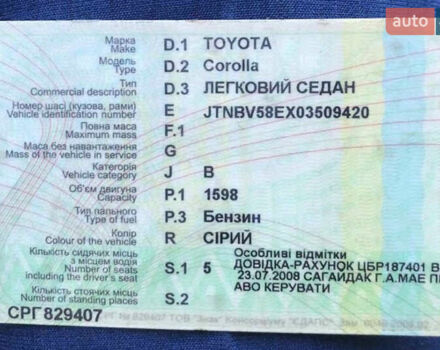 auto
Марка
Make
D.1 TOYOTA
Модель
Type
D.2 Corolla
Тип
Commercial description
D.3 ЛЕГКОВИЙ СЕДАН
Номер шасі (кузова, рами)
Vehicle identification number
E JTNBV58EX03509420
Повна маса
Maximum mass
F.1
Маса без навантаження
Mass of the vehicle in service
G
Категорія
Vehicle category
J B
Об'єм двигуна
Capacity
P.1 1598
Тип пального
Type of fuel
P.3 Бензин
Колір
Colour of the vehicle
R СІРИЙ
Кількість сидячих місць
з місцем водія
Number of seats
including the driver's seat
S.1 5
Особливі відмітки
ДОВІДКА-РАХУНОК ЦБР187401 В
23.07.2008 САГАЙДАК Г.А.МАЕ П
АВО КЕРУВАТИ
Кількість стоячих місць
Number of standing places
S.2
СРГ829407